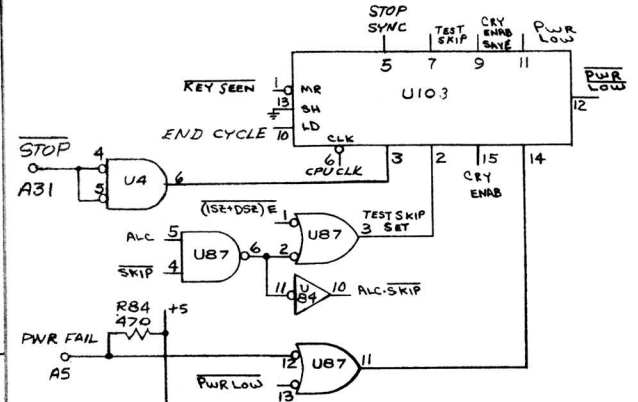 STOP
SYNC
TEST
SKIP
CRY
ENAB
SAVE
PWR
LOW
5
7
9
11
KEY SEEN
1
MR
U103
PWR
LOW
13
SH
12
END CYCLE
10
LD
CLK
6
CPU CLK
3
2
15
14
CRY
ENAB
STOP
4
5
U4
6
A31
(ISZ+DSZ) E
1
ALC
5
U87
6
2
U87
3
TEST SKIP
SET
SKIP
4
11
U
84
10
ALC·SKIP
R84
470
+5
PWR FAIL
A5
12
U87
11
PWR LOW
13